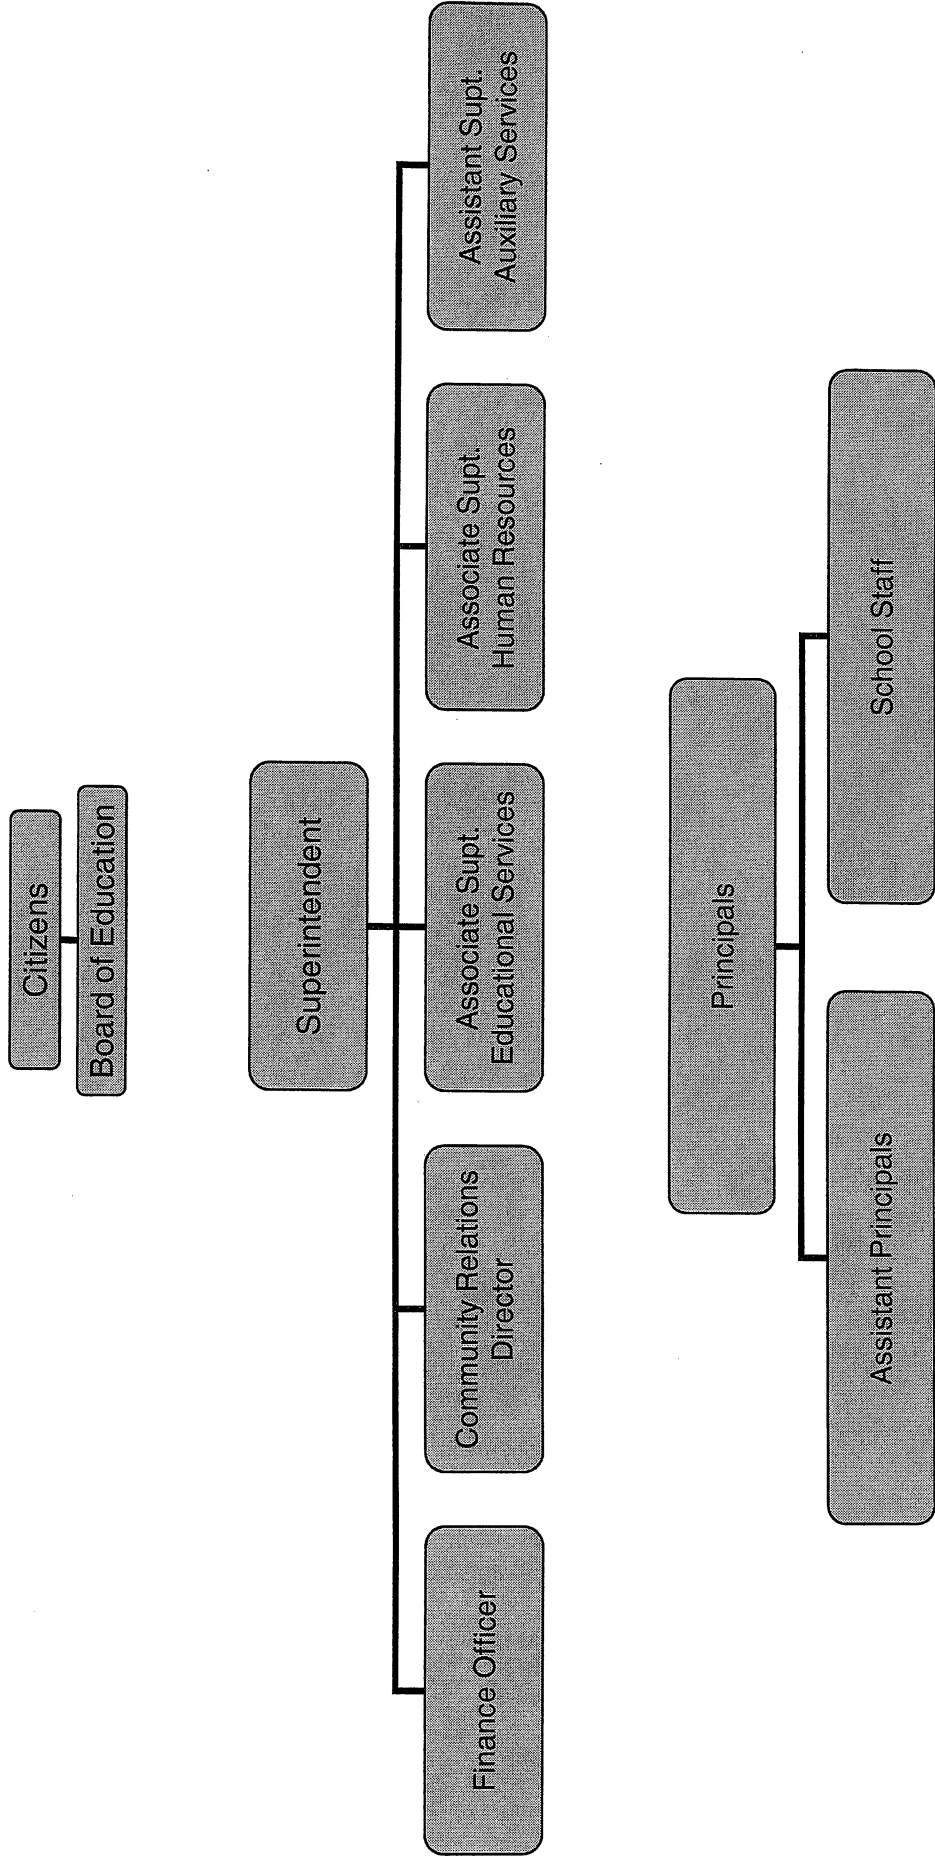 Citizens
Board of Education
Superintendent
Finance Officer
Community Relations
Director
Associate Supt.
Educational Services
Associate Supt.
Human Resources
Assistant Supt.
Auxiliary Services
Principals
Assistant Principals
School Staff